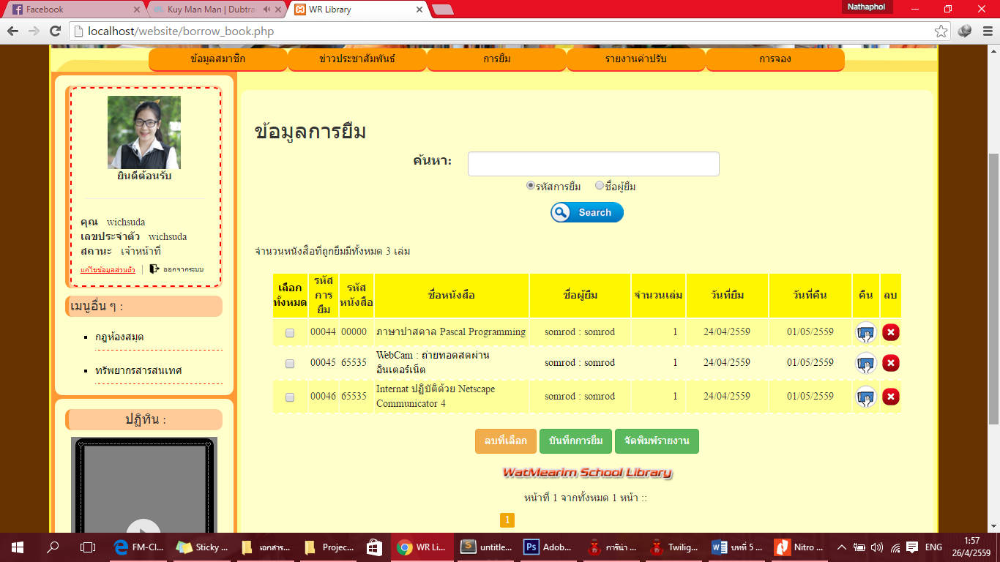 Facebook
Kuy Man Man | Dubtra
WR Library
Nathaphol
localhost/website/borrow_book.php
ข้อมูลสมาชิก
ข่าวประชาสัมพันธ์
การยืม
รายงานค่าปรับ
การจอง
ยินดีต้อนรับ
คุณ wichsuda
เลขประจำตัว wichsuda
สถานะ เจ้าหน้าที่
แก้ไขข้อมูลส่วนตัว | ออกจากระบบ
เมนูอื่น ๆ :
กฎห้องสมุด
ทรัพยากรสารสนเทศ
ปฏิทิน :
ข้อมูลการยืม
ค้นหา:
รหัสการยืม ชื่อผู้ยืม
Search
จำนวนหนังสือที่ถูกยืมมีทั้งหมด 3 เล่ม
เลือกทั้งหมด รหัสการยืม รหัสหนังสือ ชื่อหนังสือ ชื่อผู้ยืม จำนวนเล่ม วันที่ยืม วันที่คืน คืน ลบ
00044 00000 ภาษาปาสคาล Pascal Programming somrod : somrod 1 24/04/2559 01/05/2559
00045 65535 WebCam : ถ่ายทอดสดผ่านอินเตอร์เน็ต somrod : somrod 1 24/04/2559 01/05/2559
00046 65535 Internat ปฏิบัติด้วย Netscape Communicator 4 somrod : somrod 1 24/04/2559 01/05/2559
ลบที่เลือก บันทึกการยืม จัดพิมพ์รายงาน
WatMearim School Library
หน้าที่ 1 จากทั้งหมด 1 หน้า ::
1
FM-Cl... Sticky ... เอกสาร... Projec... WR Li... untitle... Adob... การีน่า ... Twilig... บทที่ 5 ... Nitro ... ENG
1:57
26/4/2559